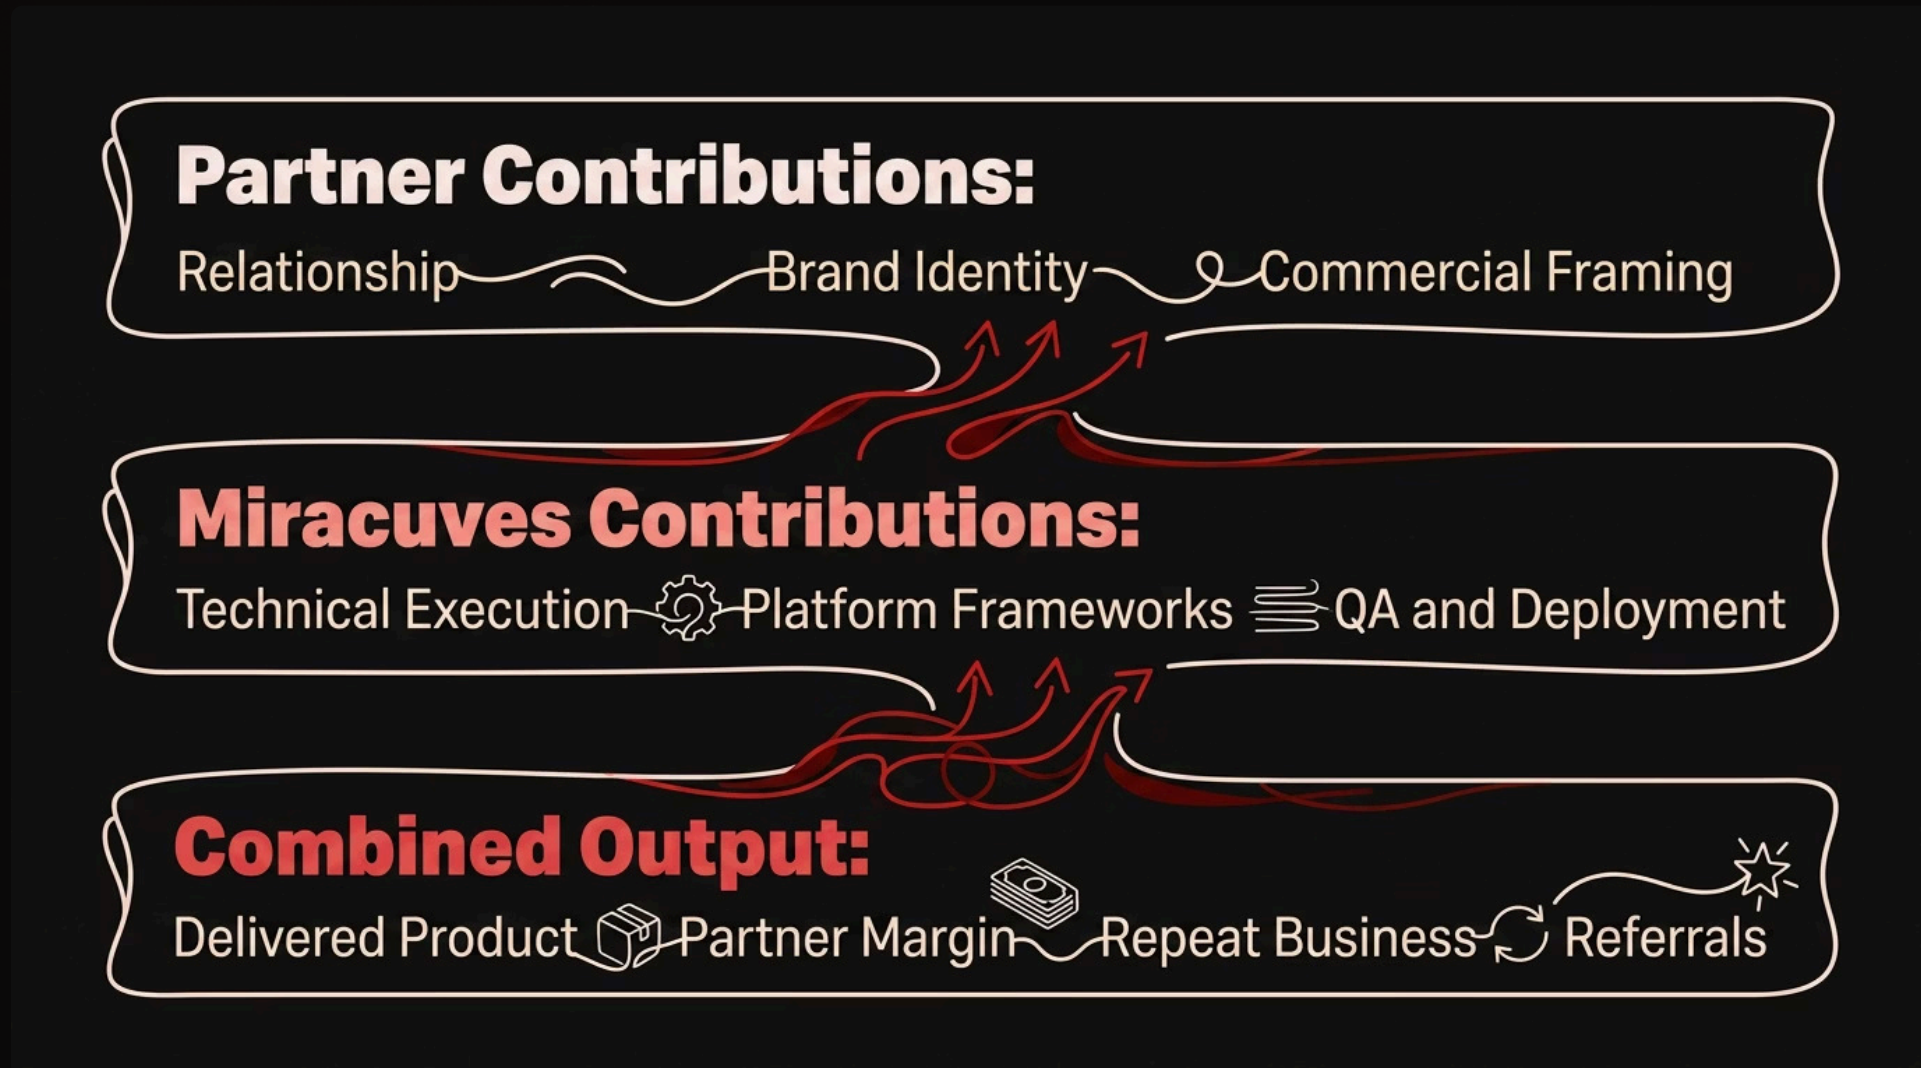 Partner Contributions:
Relationship Brand Identity Commercial Framing
Miracuves Contributions:
Technical Execution Platform Frameworks QA and Deployment
Combined Output:
Delivered Product Partner Margin Repeat Business Referrals